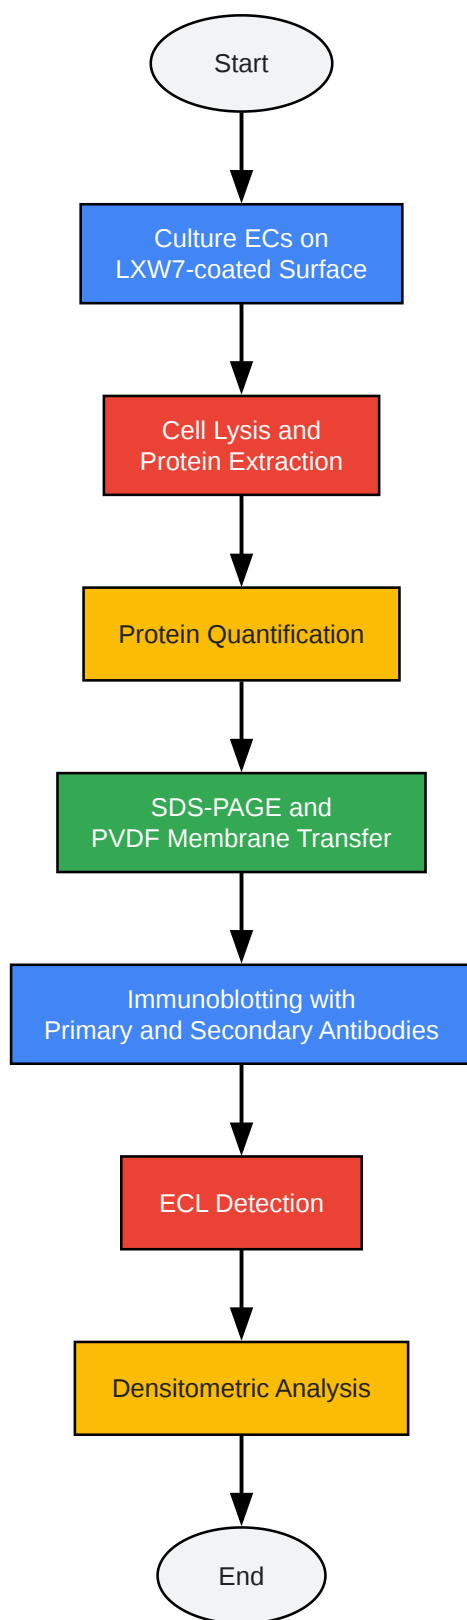 Start
Culture ECs on
LXW7-coated Surface
Cell Lysis and
Protein Extraction
Protein Quantification
SDS-PAGE and
PVDF Membrane Transfer
Immunoblotting with
Primary and Secondary Antibodies
ECL Detection
Densitometric Analysis
End